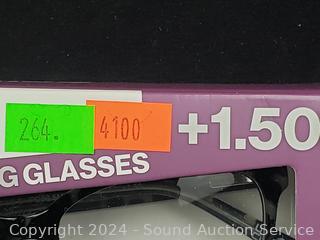 264. 4100 +1.50
G GLASSES
Copyright 2024 - Sound Auction Service